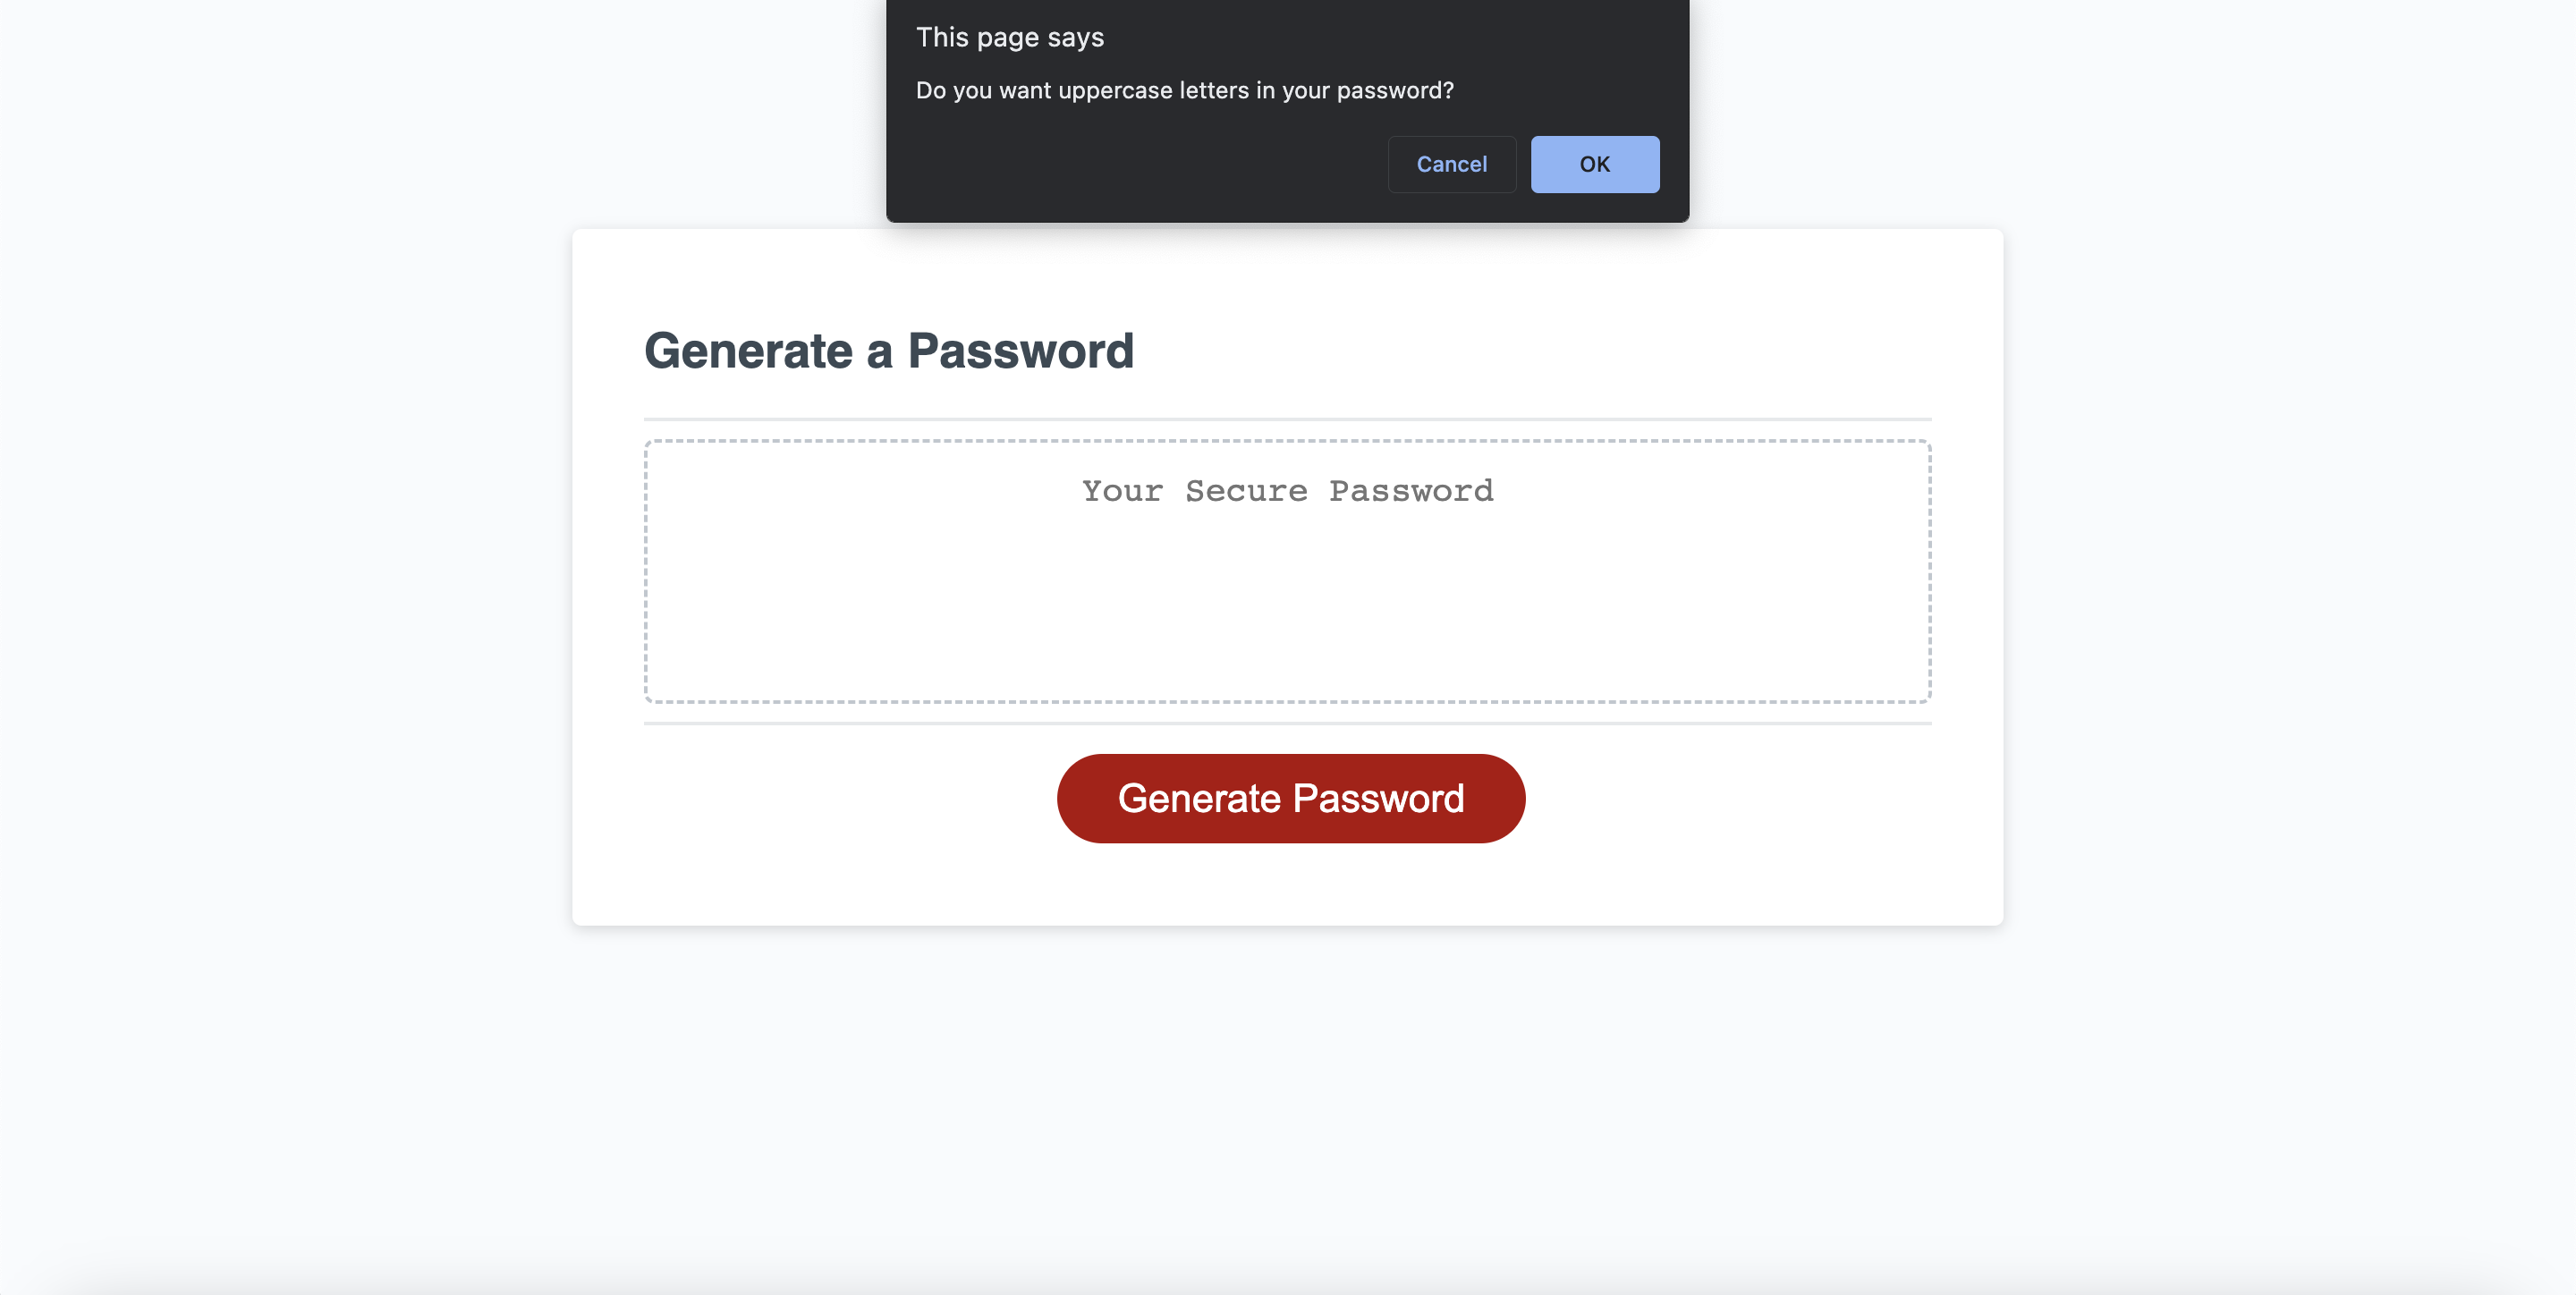 This page says
Do you want uppercase letters in your password?
Cancel OK
Generate a Password
Your Secure Password
Generate Password